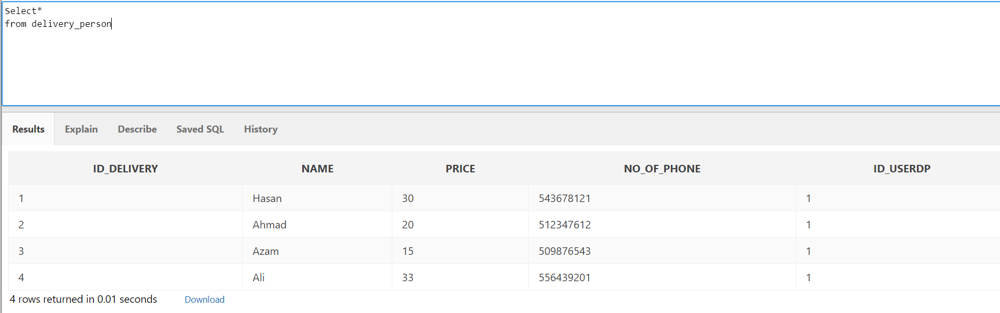 Select*
from delivery_person
Results Explain Describe Saved SQL History
ID_DELIVERY NAME PRICE NO_OF_PHONE ID_USERDP
1 Hasan 30 543678121 1
2 Ahmad 20 512347612 1
3 Azam 15 509876543 1
4 Ali 33 556439201 1
4 rows returned in 0.01 seconds Download